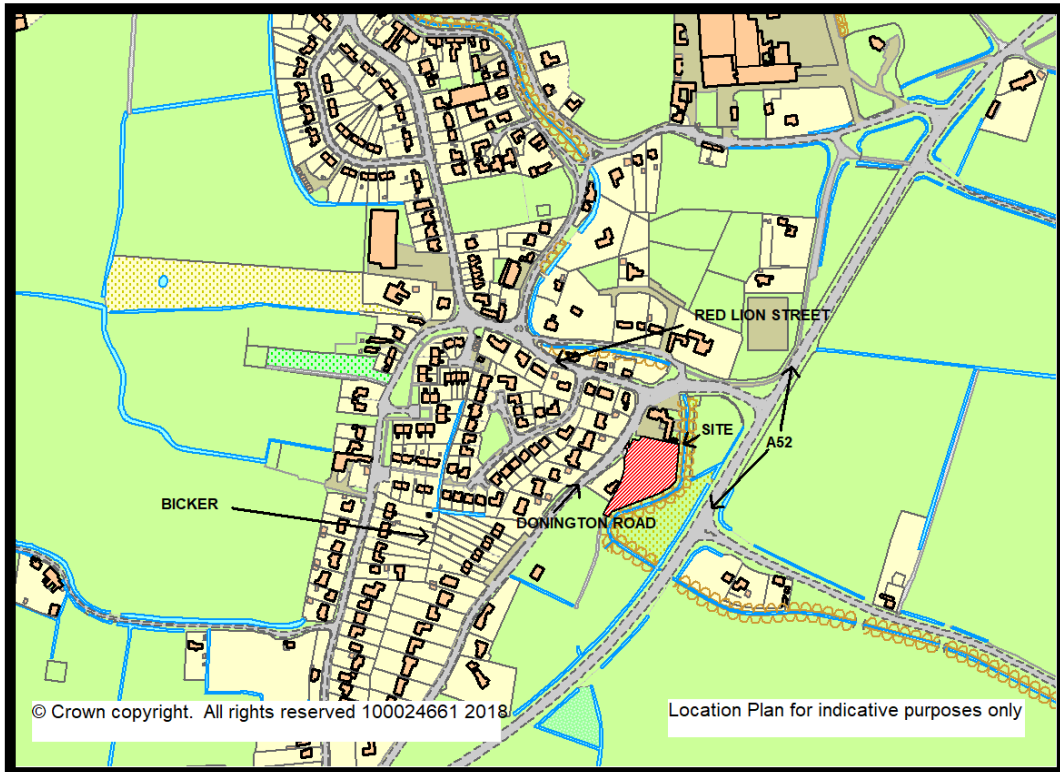 RED LION STREET
SITE
A52
BICKER
DONINGTON ROAD
© Crown copyright. All rights reserved 100024661 2018
Location Plan for indicative purposes only